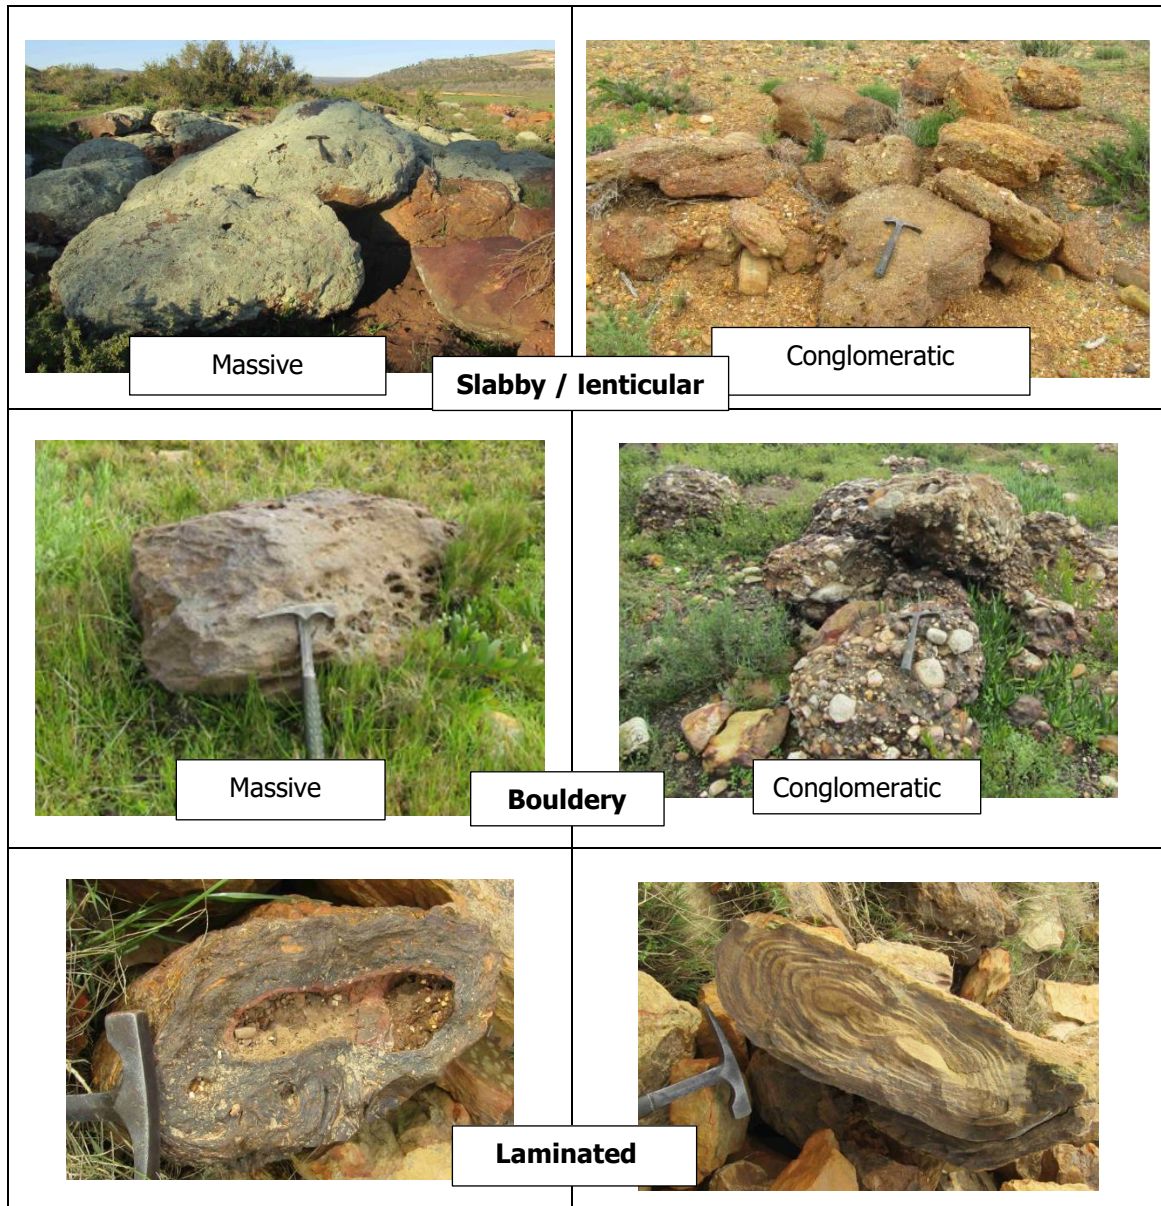 Massive
Conglomeratic
Slabby / lenticular
Massive
Conglomeratic
Bouldery
Laminated